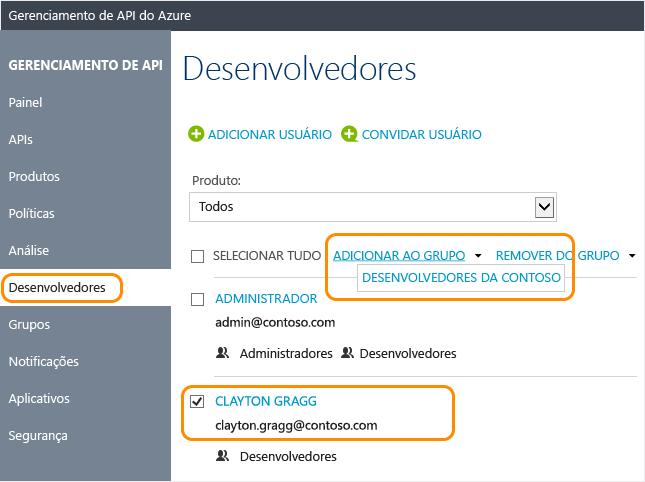 Gerenciamento de API do Azure
GERENCIAMENTO DE API
Painel
APIs
Produtos
Políticas
Análise
Desenvolvedores
Grupos
Notificações
Aplicativos
Segurança
Desenvolvedores
ADICIONAR USUÁRIO CONVIDAR USUÁRIO
Produto:
Todos
SELECIONAR TUDO ADICIONAR AO GRUPO REMOVER DO GRUPO
DESENVOLVEDORES DA CONTOSO
ADMINISTRADOR
admin@contoso.com
Administradores Desenvolvedores
CLAYTON GRAGG
clayton.gragg@contoso.com
Desenvolvedores